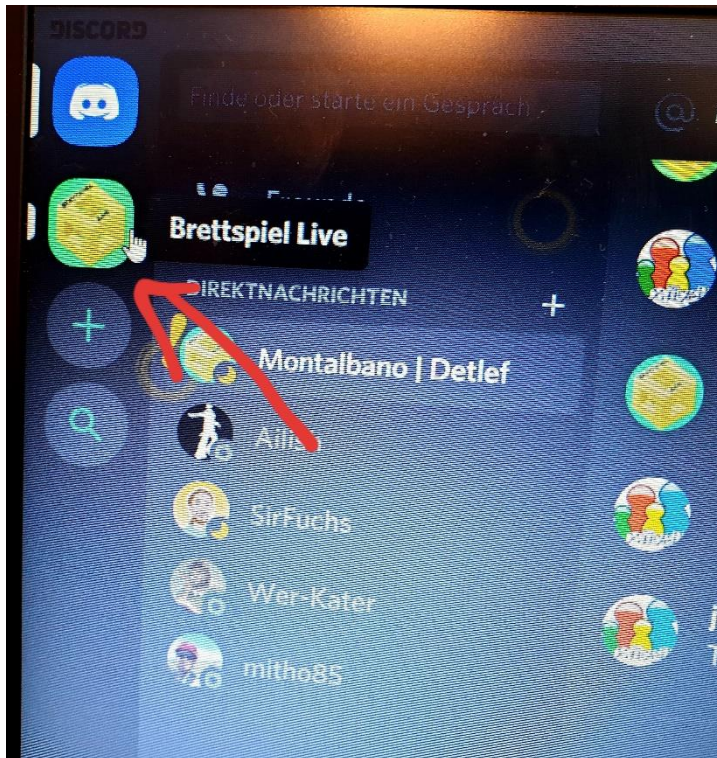 DISCORD
Finde oder starte ein Gespräch
Freunde
Brettspiel Live
DIREKTNACHRICHTEN
Montalbano | Detlef
SirFuchs
Wer-Kater
mitho85